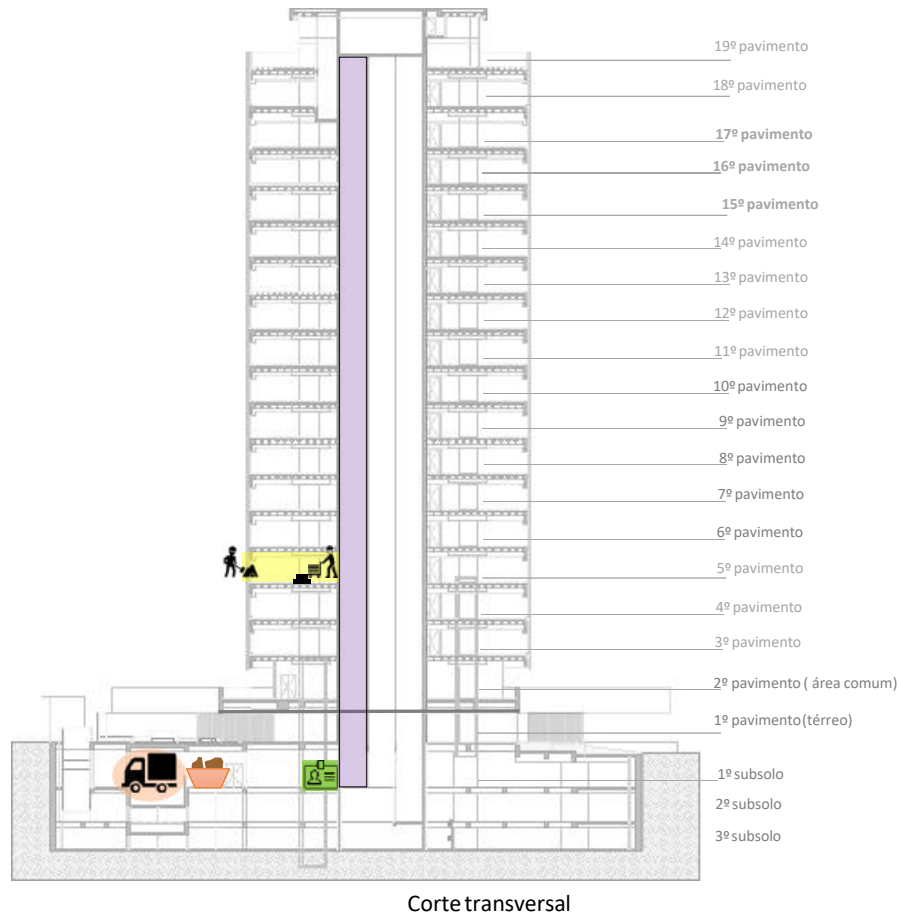 19º pavimento
18º pavimento
17º pavimento
16º pavimento
15º pavimento
14º pavimento
13º pavimento
12º pavimento
11º pavimento
10º pavimento
9º pavimento
8º pavimento
7º pavimento
6º pavimento
5º pavimento
4º pavimento
3º pavimento
2º pavimento ( área comum)
1º pavimento(térreo)
1º subsolo
2º subsolo
3º subsolo
Corte transversal